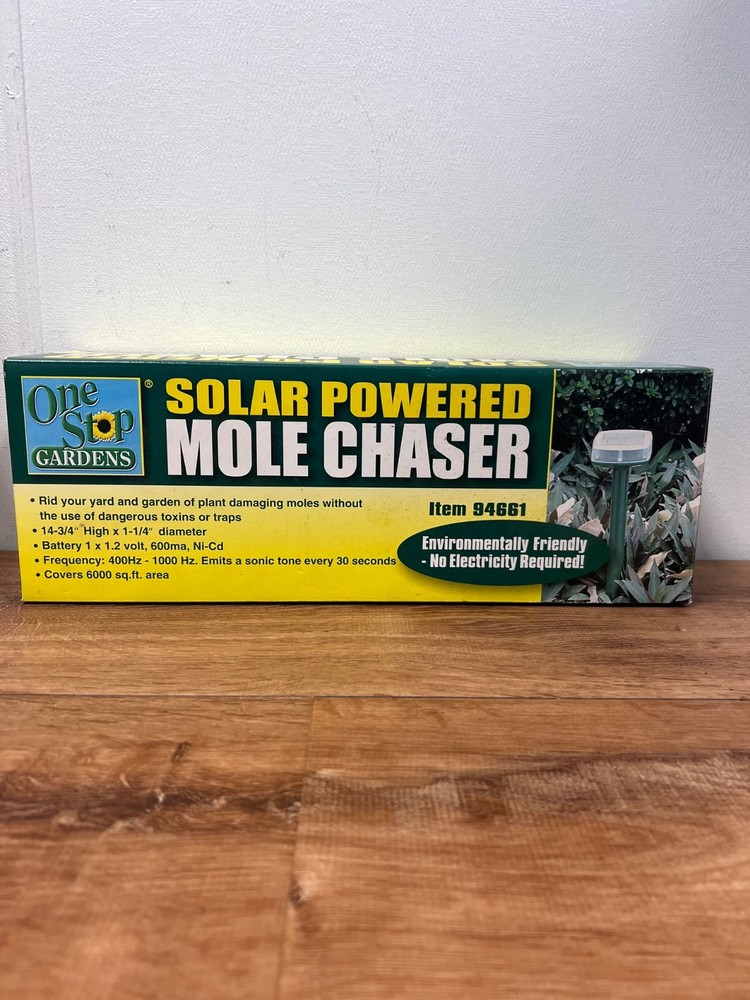 One
Stop
GARDENS
®
SOLAR POWERED
MOLE CHASER
• Rid your yard and garden of plant damaging moles without
the use of dangerous toxins or traps
• 14-3/4" High x 1-1/4" diameter
• Battery 1 x 1.2 volt, 600ma, Ni-Cd
• Frequency: 400Hz - 1000 Hz. Emits a sonic tone every 30 seconds
• Covers 6000 sq.ft. area
Item 94661
Environmentally Friendly
- No Electricity Required!